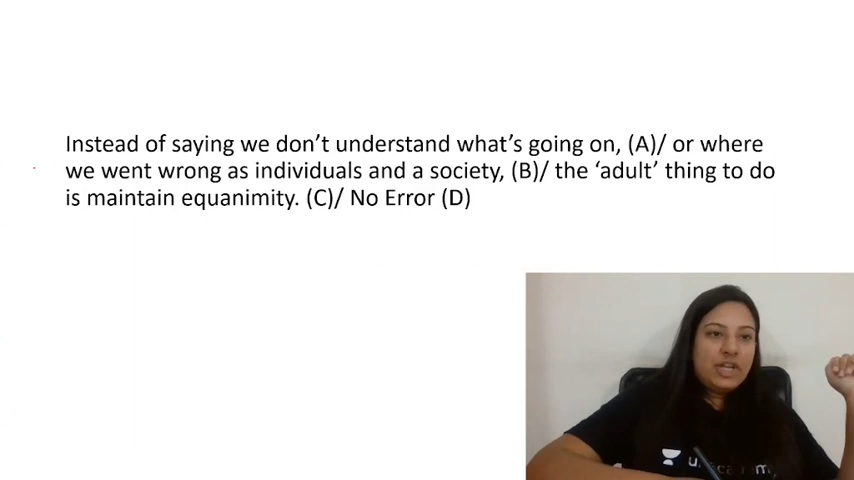 Instead of saying we don’t understand what’s going on, (A)/ or where
we went wrong as individuals and a society, (B)/ the ‘adult’ thing to do
is maintain equanimity. (C)/ No Error (D)